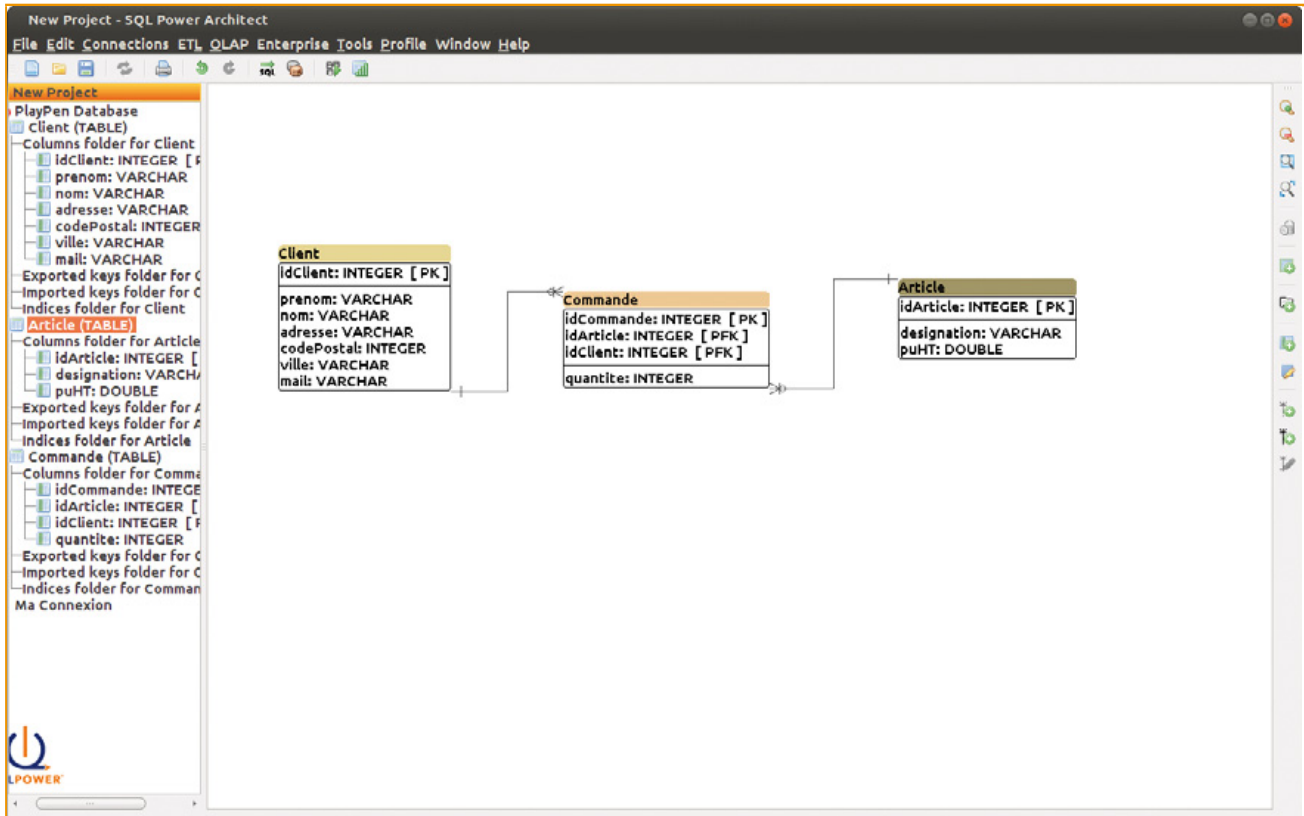 New Project - SQL Power Architect
File Edit Connections ETL OLAP Enterprise Tools Profile Window Help
SQL
New Project
PlayPen Database
Client (TABLE)
Columns folder for Client
idClient: INTEGER [ P
prenom: VARCHAR
nom: VARCHAR
adresse: VARCHAR
codePostal: INTEGER
ville: VARCHAR
mail: VARCHAR
Exported keys folder for C
Imported keys folder for C
Indices folder for Client
Article (TABLE)
Columns folder for Article
idArticle: INTEGER [
designation: VARCHA
puHT: DOUBLE
Exported keys folder for A
Imported keys folder for A
Indices folder for Article
Commande (TABLE)
Columns folder for Comma
idCommande: INTEGE
idArticle: INTEGER [
idClient: INTEGER [ P
quantite: INTEGER
Exported keys folder for C
Imported keys folder for C
Indices folder for Comman
Ma Connexion
LPOWER
Client
idClient: INTEGER [ PK ]
prenom: VARCHAR
nom: VARCHAR
adresse: VARCHAR
codePostal: INTEGER
ville: VARCHAR
mail: VARCHAR
Commande
idCommande: INTEGER [ PK ]
idArticle: INTEGER [ PFK ]
idClient: INTEGER [ PFK ]
quantite: INTEGER
Article
idArticle: INTEGER [ PK ]
designation: VARCHAR
puHT: DOUBLE